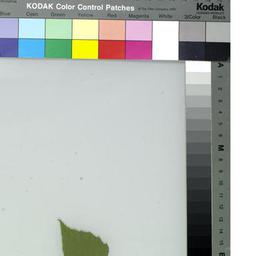 KODAK Color Control Patches
Kodak
Blue Cyan Green Yellow Red Magenta White 3/Color Black
A
M